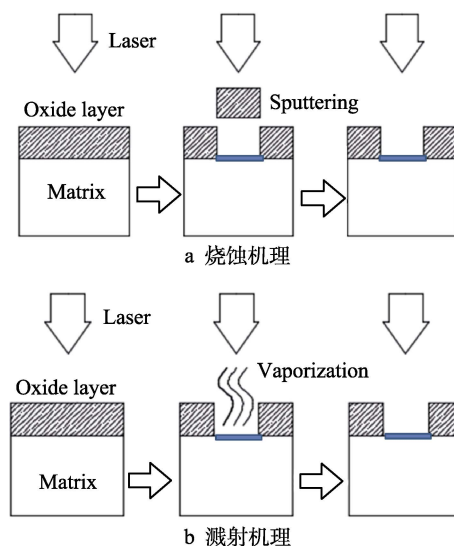 Laser
Oxide layer
Sputtering
Matrix
a 烧蚀机理
Laser
Oxide layer
Vaporization
Matrix
b 溅射机理